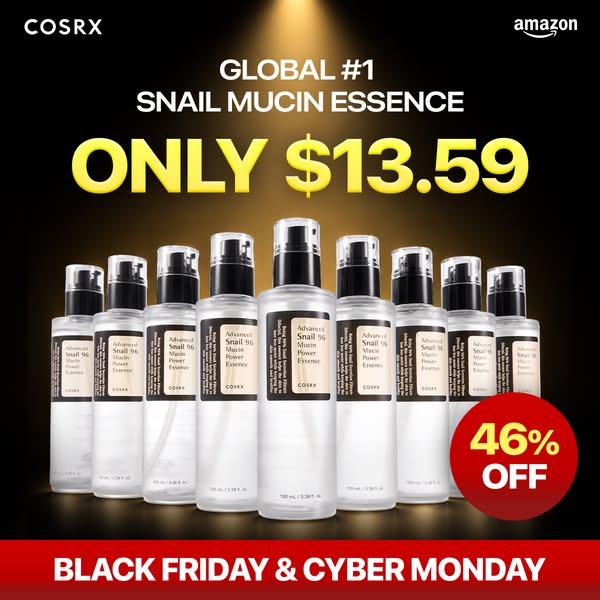 COSRX
amazon
GLOBAL #1
SNAIL MUCIN ESSENCE
ONLY $13.59
Advanced
Snail 96
Mucin
Power
Essence
COSRX
100 mL / 3.38 fl. oz.
46%
OFF
BLACK FRIDAY & CYBER MONDAY